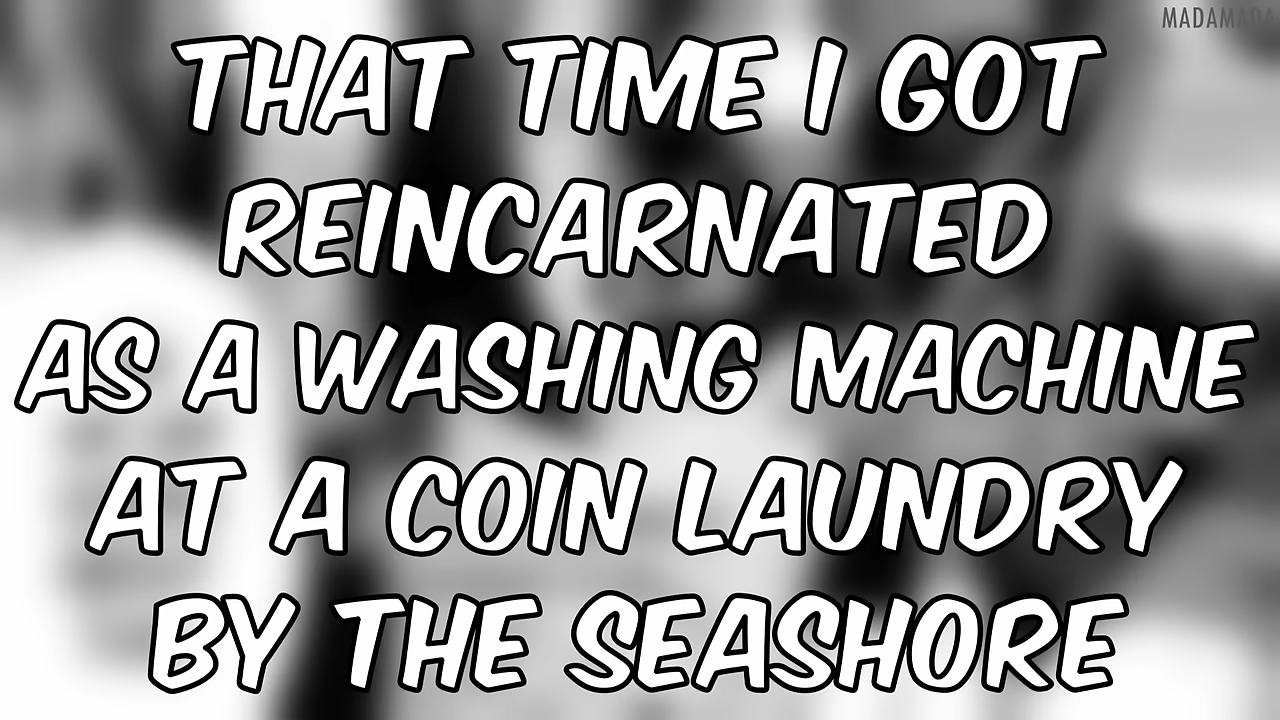 MADAMADA
THAT TIME I GOT
REINCARNATED
AS A WASHING MACHINE
AT A COIN LAUNDRY
BY THE SEASHORE